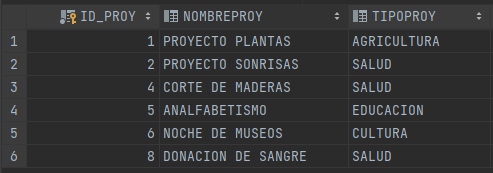 ID_PROY NOMBREPROY TIPOPROY
1 1 PROYECTO PLANTAS AGRICULTURA
2 2 PROYECTO SONRISAS SALUD
3 4 CORTE DE MADERAS SALUD
4 5 ANALFABETISMO EDUCACION
5 6 NOCHE DE MUSEOS CULTURA
6 8 DONACION DE SANGRE SALUD